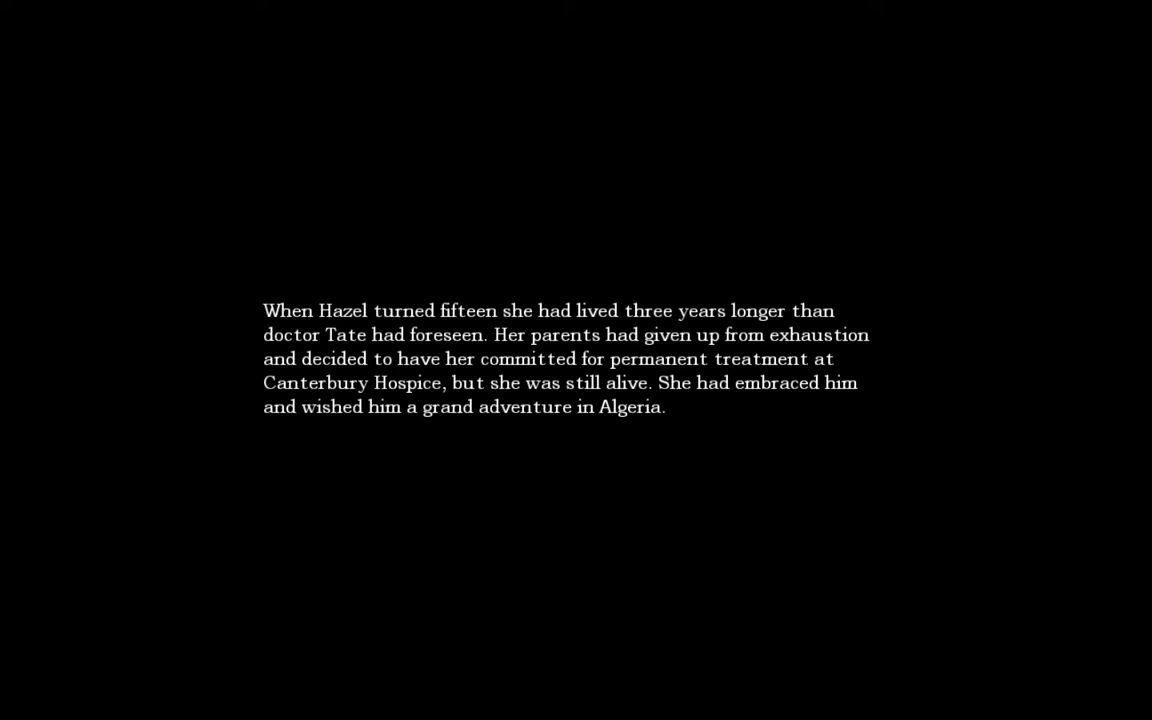 When Hazel turned fifteen she had lived three years longer than
doctor Tate had foreseen. Her parents had given up from exhaustion
and decided to have her committed for permanent treatment at
Canterbury Hospice, but she was still alive. She had embraced him
and wished him a grand adventure in Algeria.